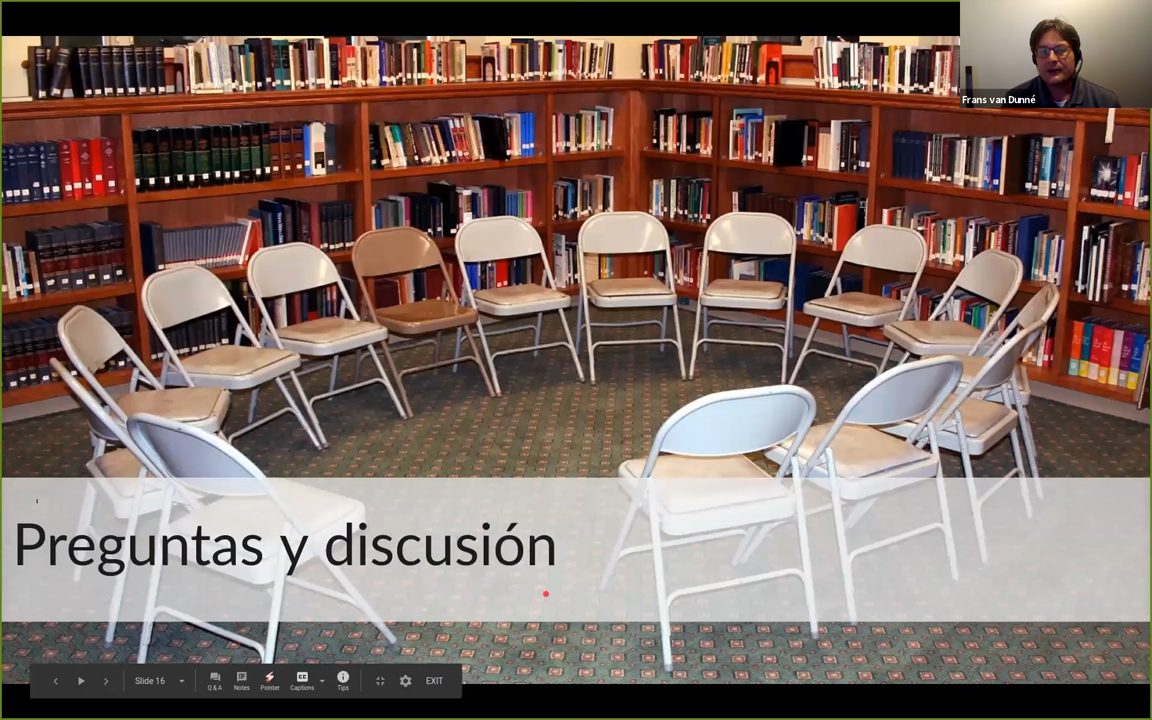 Frans van Dunné
Preguntas y discusión
Slide 16
Q & A
Notes
Pointer
Captions
Tips
EXIT